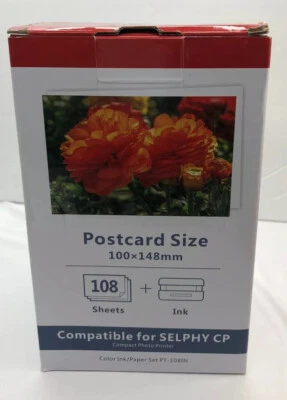 Postcard Size
100×148mm
108
+
Sheets
Ink
Compatible for SELPHY CP
Compact Photo Printer
Color Ink/Paper Set PT-108IN